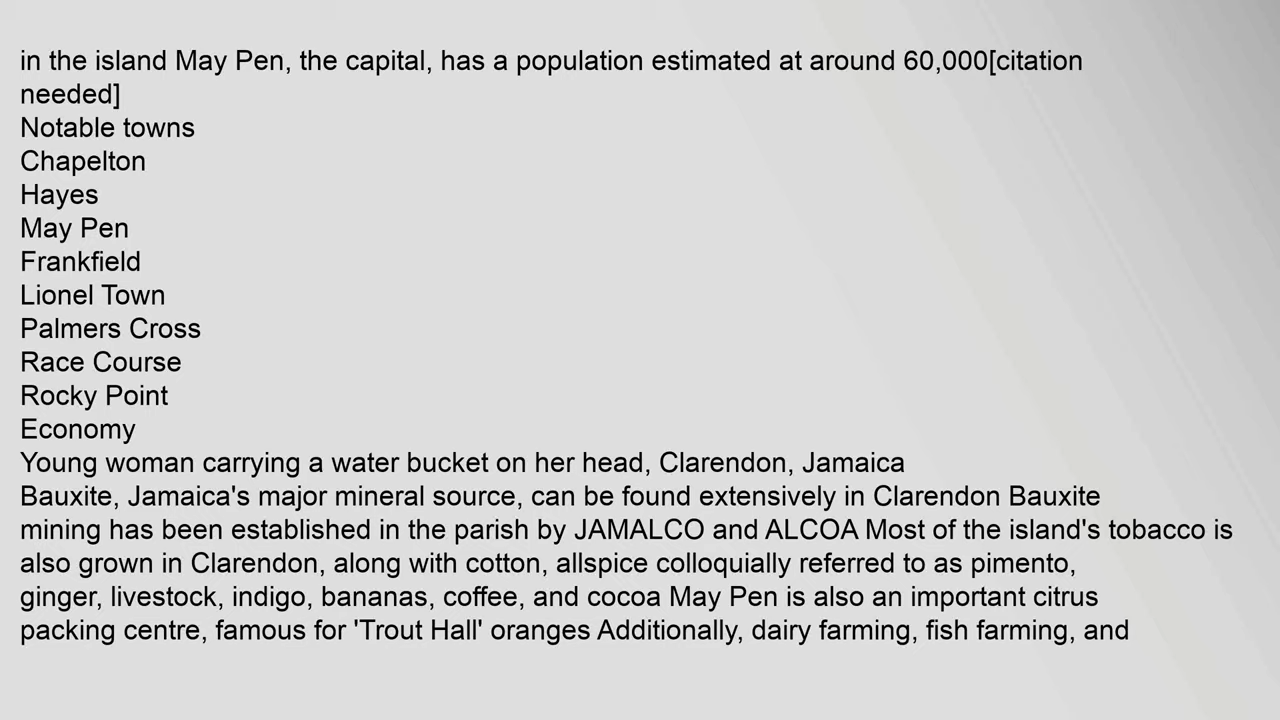 in the island May Pen, the capital, has a population estimated at around 60,000[citation
needed]
Notable towns
Chapelton
Hayes
May Pen
Frankfield
Lionel Town
Palmers Cross
Race Course
Rocky Point
Economy
Young woman carrying a water bucket on her head, Clarendon, Jamaica
Bauxite, Jamaica's major mineral source, can be found extensively in Clarendon Bauxite
mining has been established in the parish by JAMALCO and ALCOA Most of the island's tobacco is
also grown in Clarendon, along with cotton, allspice colloquially referred to as pimento,
ginger, livestock, indigo, bananas, coffee, and cocoa May Pen is also an important citrus
packing centre, famous for 'Trout Hall' oranges Additionally, dairy farming, fish farming, and